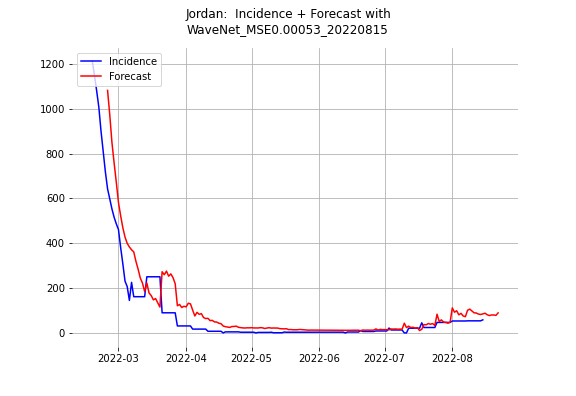 Jordan:  Incidence + Forecast with
WaveNet_MSE0.00053_20220815
Incidence
Forecast
1200
1000
800
600
400
200
0
2022-03 2022-04 2022-05 2022-06 2022-07 2022-08